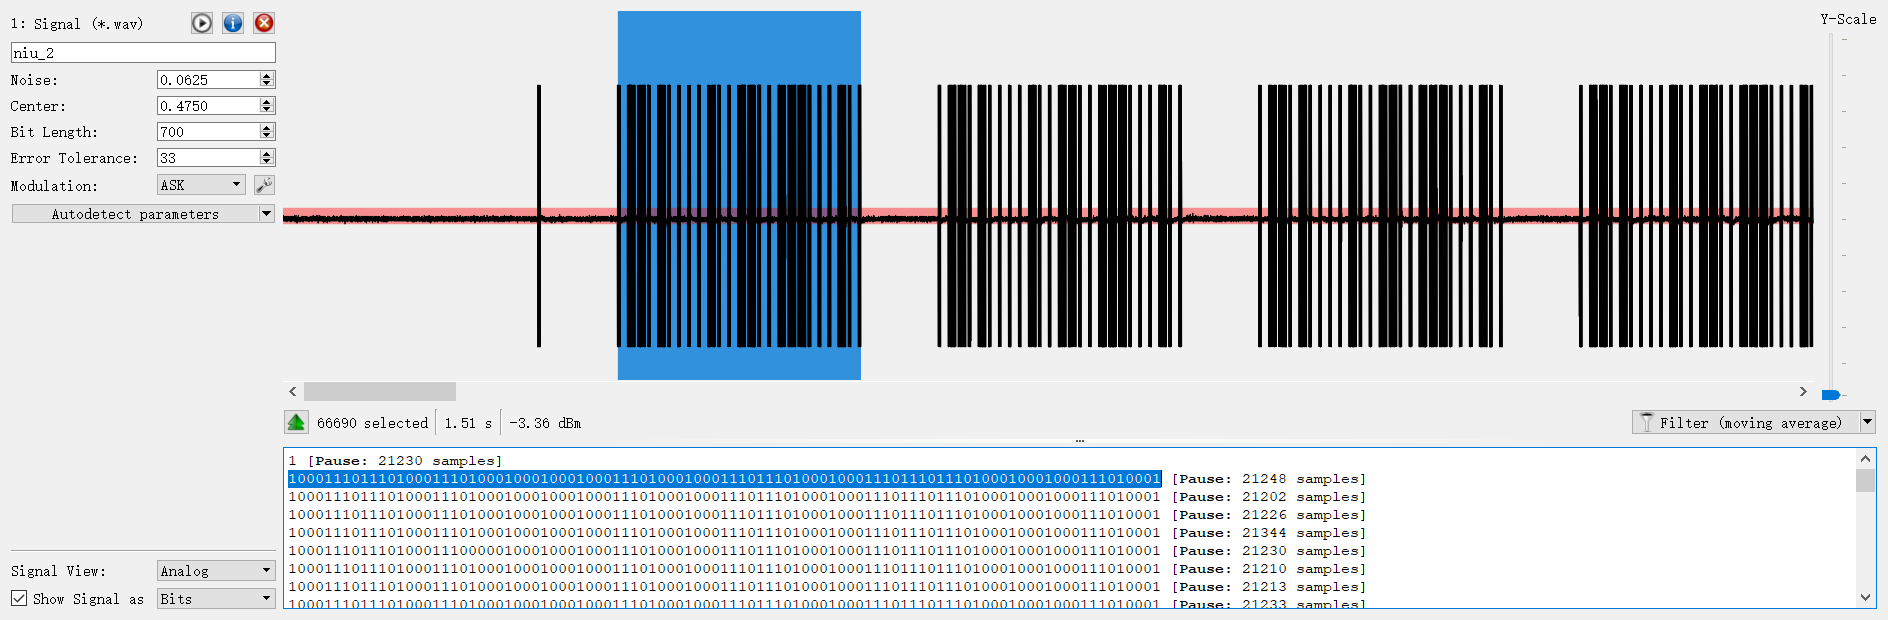 1: Signal (*.wav)
niu_2
Noise: 0.0625
Center: 0.4750
Bit Length: 700
Error Tolerance: 33
Modulation: ASK
Autodetect parameters
Signal View: Analog
Show Signal as Bits
Y-Scale
66690 selected 1.51 s -3.36 dBm
Filter (moving average)
1 [Pause: 21230 samples]
1000111011101000111010001000100010001110100010001110111010001000111011101110100010001000111010001 [Pause: 21248 samples]
1000111011101000111010001000100010001110100010001110111010001000111011101110100010001000111010001 [Pause: 21202 samples]
1000111011101000111010001000100010001110100010001110111010001000111011101110100010001000111010001 [Pause: 21226 samples]
1000111011101000111010001000100010001110100010001110111010001000111011101110100010001000111010001 [Pause: 21344 samples]
1000111011101000111000001000100010001110100010001110111010001000111011101110100010001000111010001 [Pause: 21230 samples]
1000111011101000111010001000100010001110100010001110111010001000111011101110100010001000111010001 [Pause: 21210 samples]
1000111011101000111010001000100010001110100010001110111010001000111011101110100010001000111010001 [Pause: 21213 samples]
1000111011101000111010001000100010001110100010001110111010001000111011101110100010001000111010001 [Pause: 21233 samples]